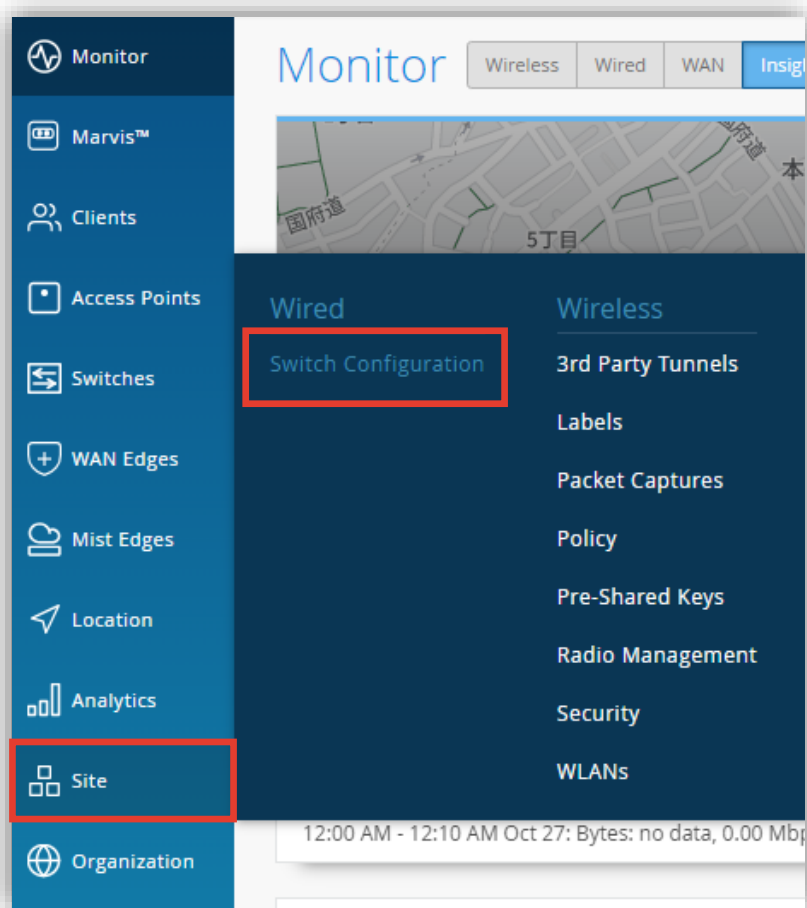 Monitor
Marvis™
Clients
Access Points
Switches
WAN Edges
Mist Edges
Location
Analytics
Site
Organization
Monitor
Wireless
Wired
WAN
国府道
5丁目
本
Wired
Switch Configuration
Wireless
3rd Party Tunnels
Labels
Packet Captures
Policy
Pre-Shared Keys
Radio Management
Security
WLANs
12:00 AM - 12:10 AM Oct 27: Bytes: no data, 0.00